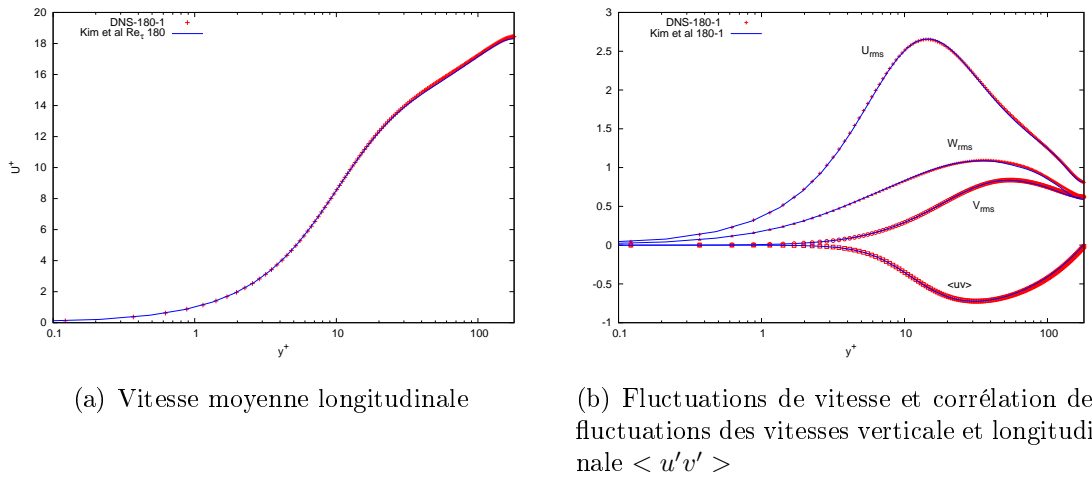 DNS-180-1
Kim et al Reτ 180
20
18
16
14
12
10
8
6
4
2
0
U+
0.1
1
10
100
y+
DNS-180-1
Kim et al 180-1
3
2.5
2
1.5
1
0.5
0
-0.5
-1
Urms
Wrms
Vrms
<uv>
0.1
1
10
100
y+
(a) Vitesse moyenne longitudinale
(b) Fluctuations de vitesse et corrélation de
fluctuations des vitesses verticale et longitudi
nale < u'v' >